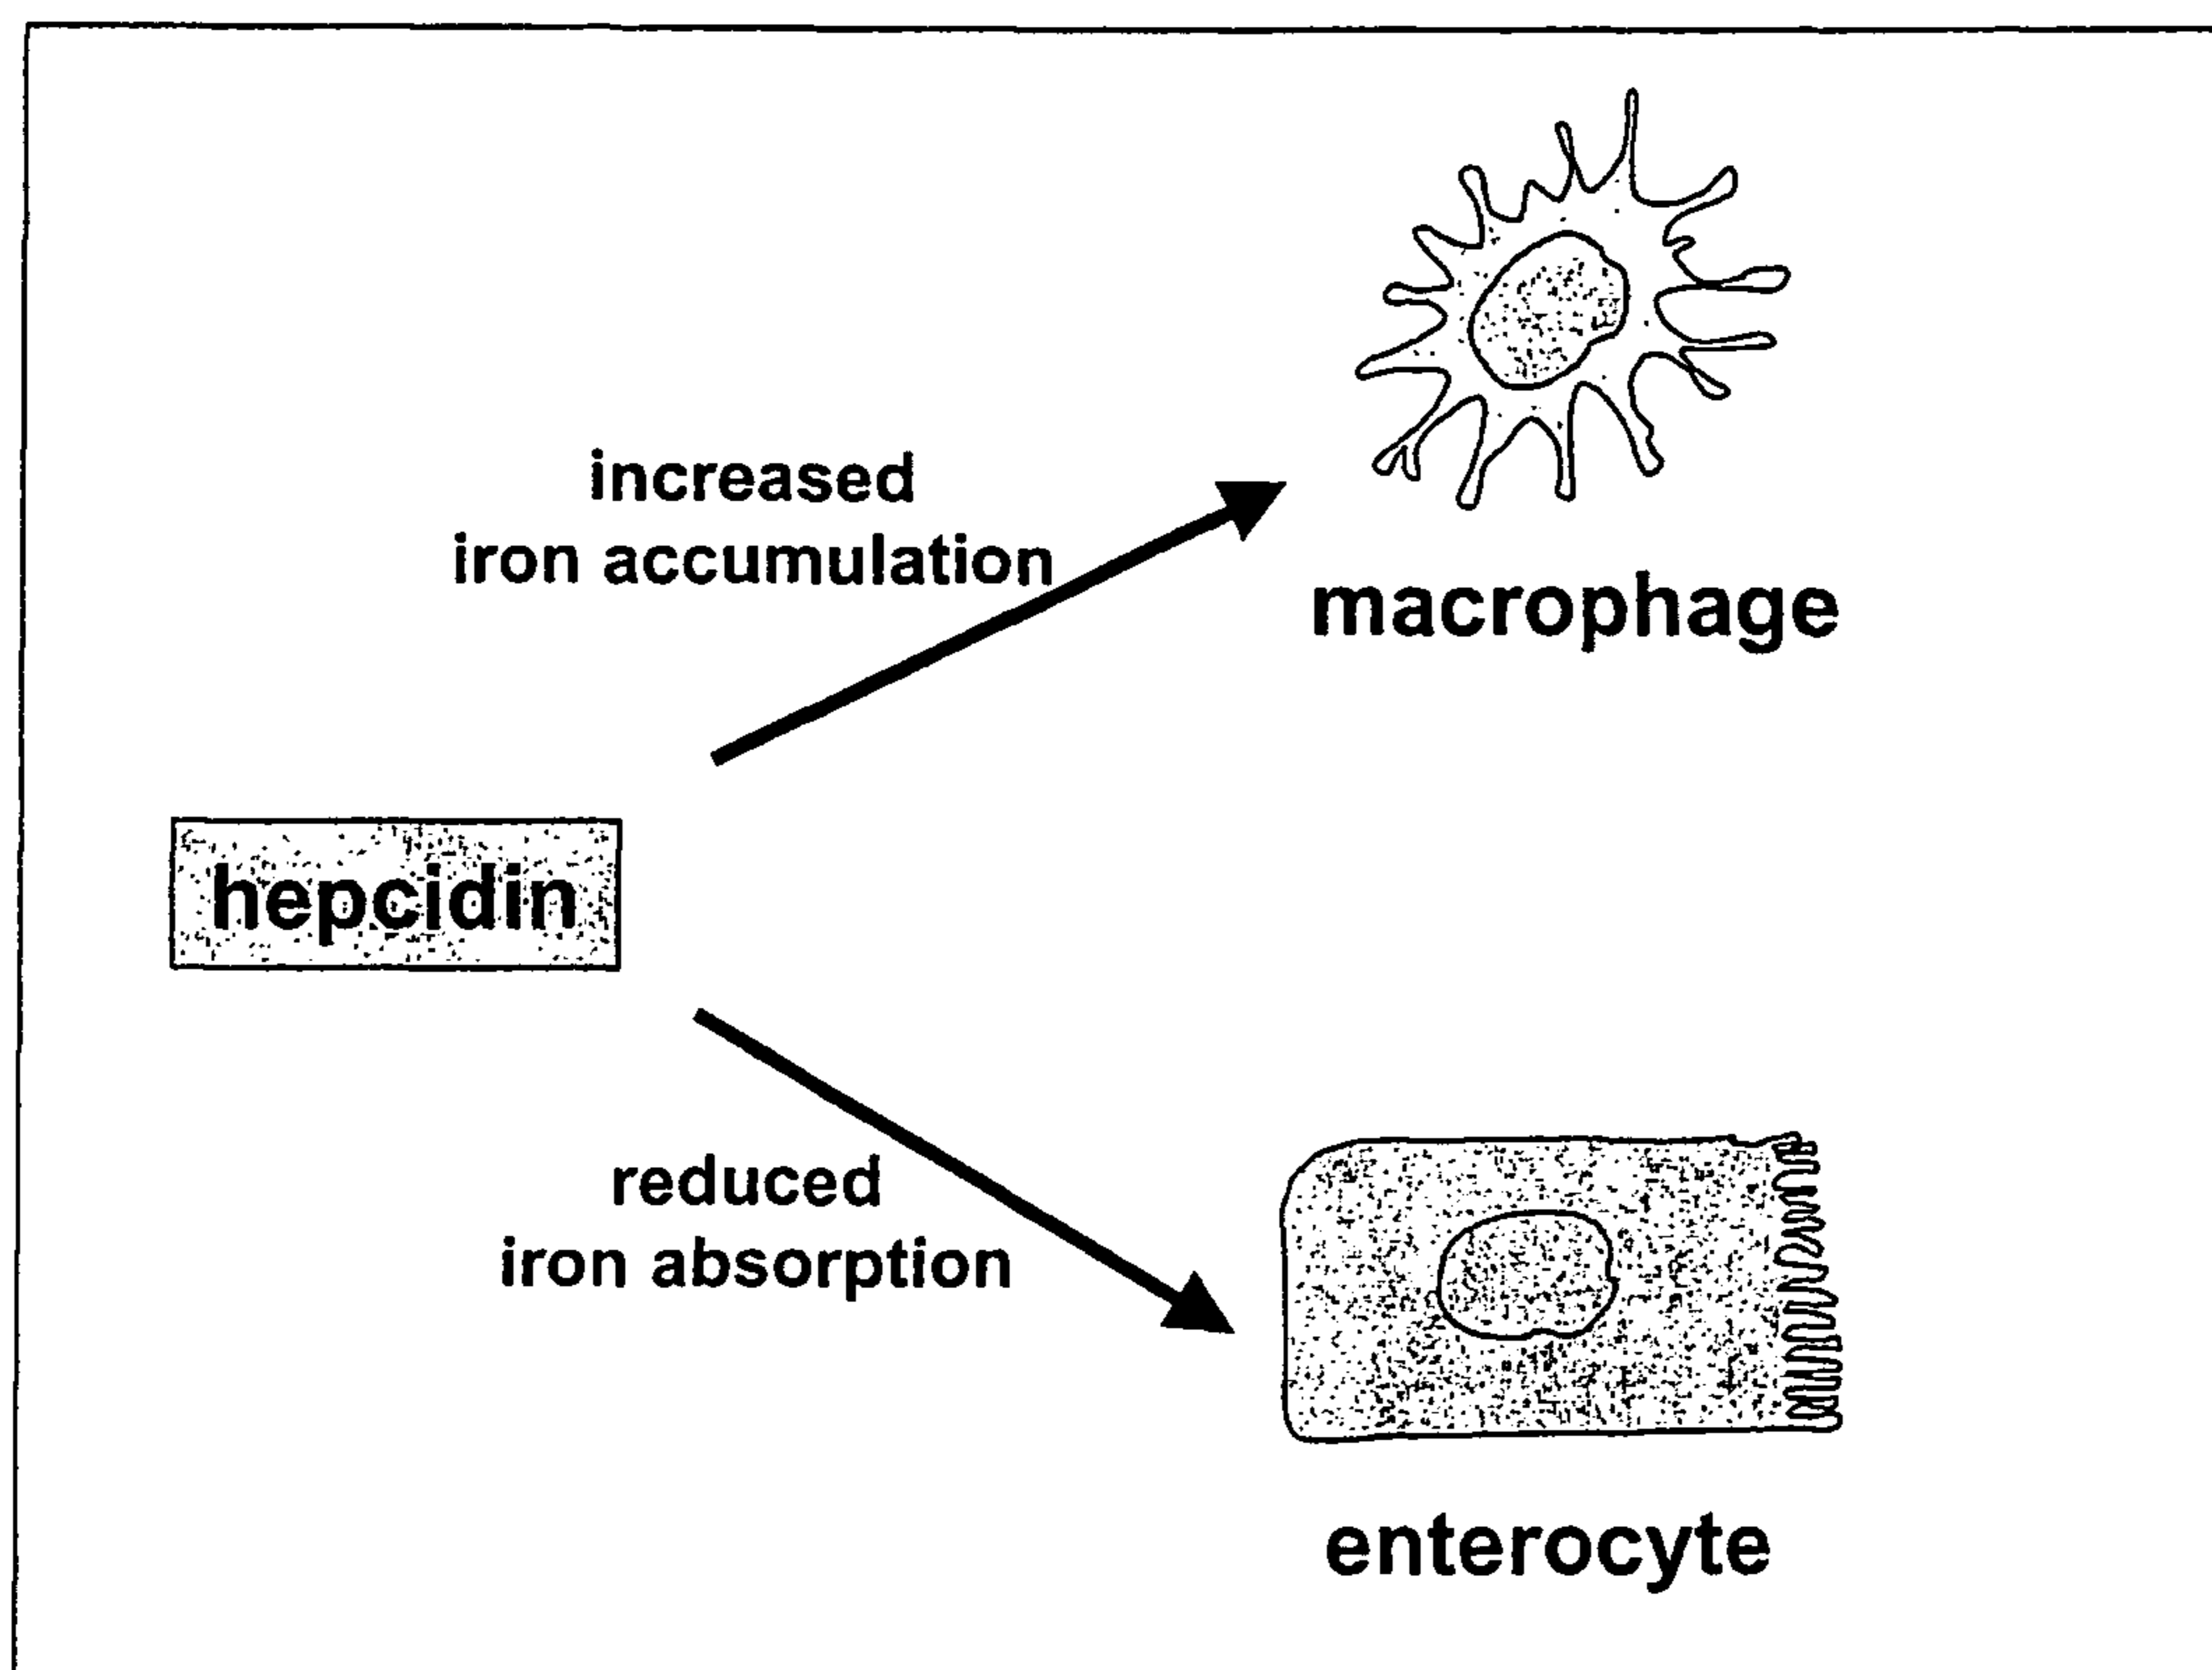 increased
iron accumulation
macrophage
hepcidin
reduced
iron absorption
enterocyte